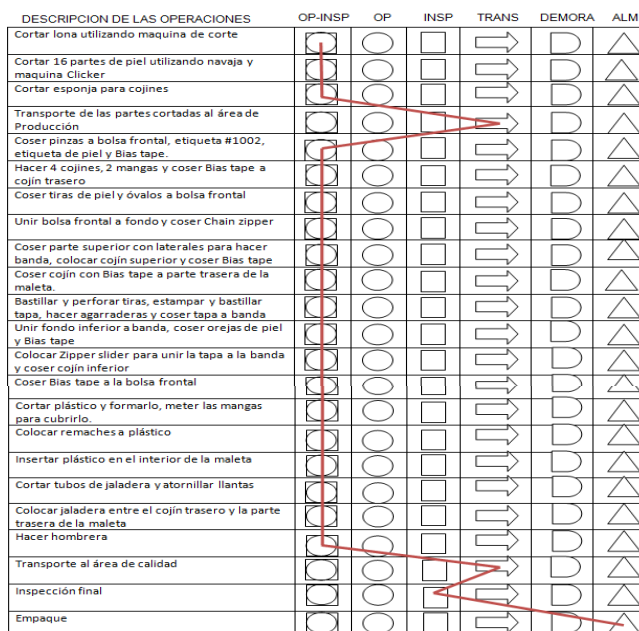 DESCRIPCION DE LAS OPERACIONES OP-INSP OP INSP TRANS DEMORA ALM
Cortar lona utilizando maquina de corte
Cortar 16 partes de piel utilizando navaja y
maquina Clicker
Cortar esponja para cojines
Transporte de las partes cortadas al área de
Producción
Coser pinzas a bolsa frontal, etiqueta #1002,
etiqueta de piel y Bias tape.
Hacer 4 cojines, 2 mangas y coser Bias tape a
cojín trasero
Coser tiras de piel y óvalos a bolsa frontal
Unir bolsa frontal a fondo y coser Chain zipper
Coser parte superior con laterales para hacer
banda, colocar cojín superior y coser Bias tape
Coser cojín con Bias tape a parte trasera de la
maleta.
Bastillar y perforar tiras, estampar y bastillar
tapa, hacer agarraderas y coser tapa a banda
Unir fondo inferior a banda, coser orejas de piel
y Bias tape
Colocar Zipper slider para unir la tapa a la banda
y coser cojín inferior
Coser Bias tape a la bolsa frontal
Cortar plástico y formarlo, meter las mangas
para cubrirlo.
Colocar remaches a plástico
Insertar plástico en el interior de la maleta
Cortar tubos de jaladera y atornillar llantas
Colocar jaladera entre el cojín trasero y la parte
trasera de la maleta
Hacer hombrera
Transporte al área de calidad
Inspección final
Empaque